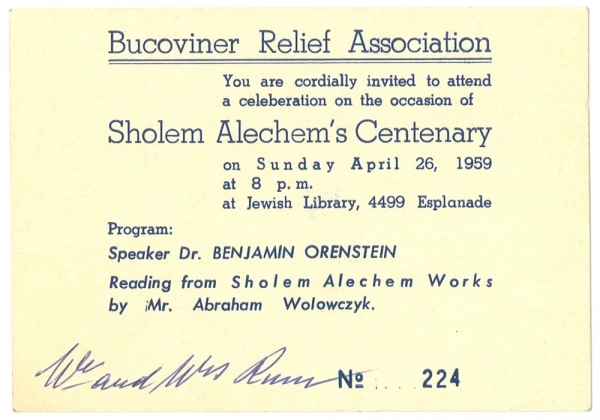 Bucoviner Relief Association
You are cordially invited to attend
a celeberation on the occasion of
Sholem Alechem's Centenary
on Sunday April 26, 1959
at 8 p.m.
at Jewish Library, 4499 Esplanade
Program:
Speaker Dr. BENJAMIN ORENSTEIN
Reading from Sholem Alechem Works
by Mr. Abraham Wolowczyk.
and Mrs
No .... 224